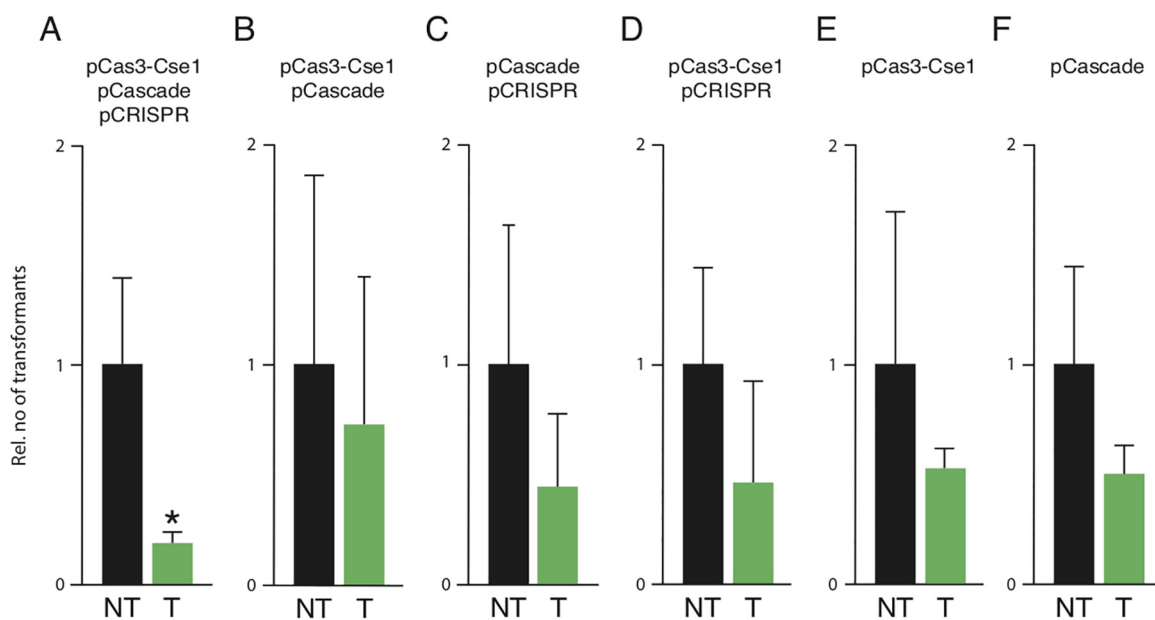 A
B
C
D
E
F
pCas3-Cse1
pCascade
pCRISPR
pCas3-Cse1
pCascade
pCascade
pCRISPR
pCas3-Cse1
pCRISPR
pCas3-Cse1
pCascade
Rel. no of transformants
2
1
0
*
NT T
2
1
0
NT T
2
1
0
NT T
2
1
0
NT T
2
1
0
NT T
2
1
0
NT T